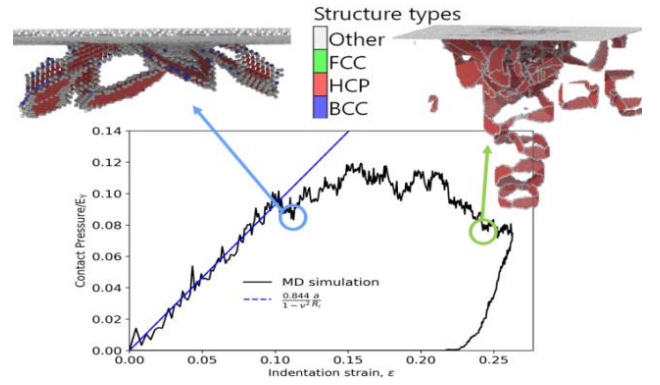 Structure types
Other
FCC
HCP
BCC
0.14
0.12
0.10
0.08
0.06
0.04
0.02
0.00
Contact Pressure/E_Y
MD simulation
0.844 a
1 − ν² R_i
0.00 0.05 0.10 0.15 0.20 0.25
Indentation strain, ε